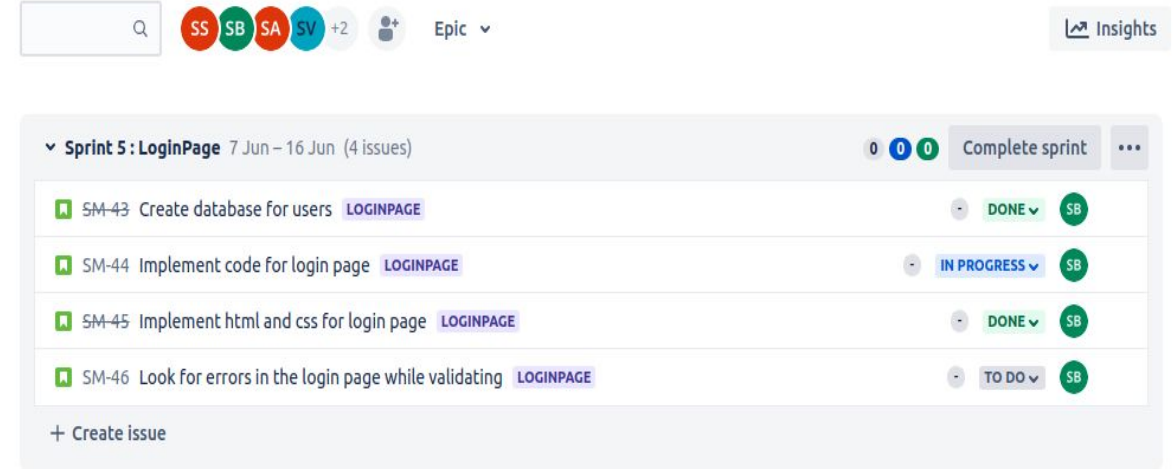 SS SB SA SV +2 Epic Insights
Sprint 5 : LoginPage 7 Jun – 16 Jun (4 issues) 0 0 0 Complete sprint •••
SM-43 Create database for users LOGINPAGE - DONE SB
SM-44 Implement code for login page LOGINPAGE - IN PROGRESS SB
SM-45 Implement html and css for login page LOGINPAGE - DONE SB
SM-46 Look for errors in the login page while validating LOGINPAGE - TO DO SB
+ Create issue